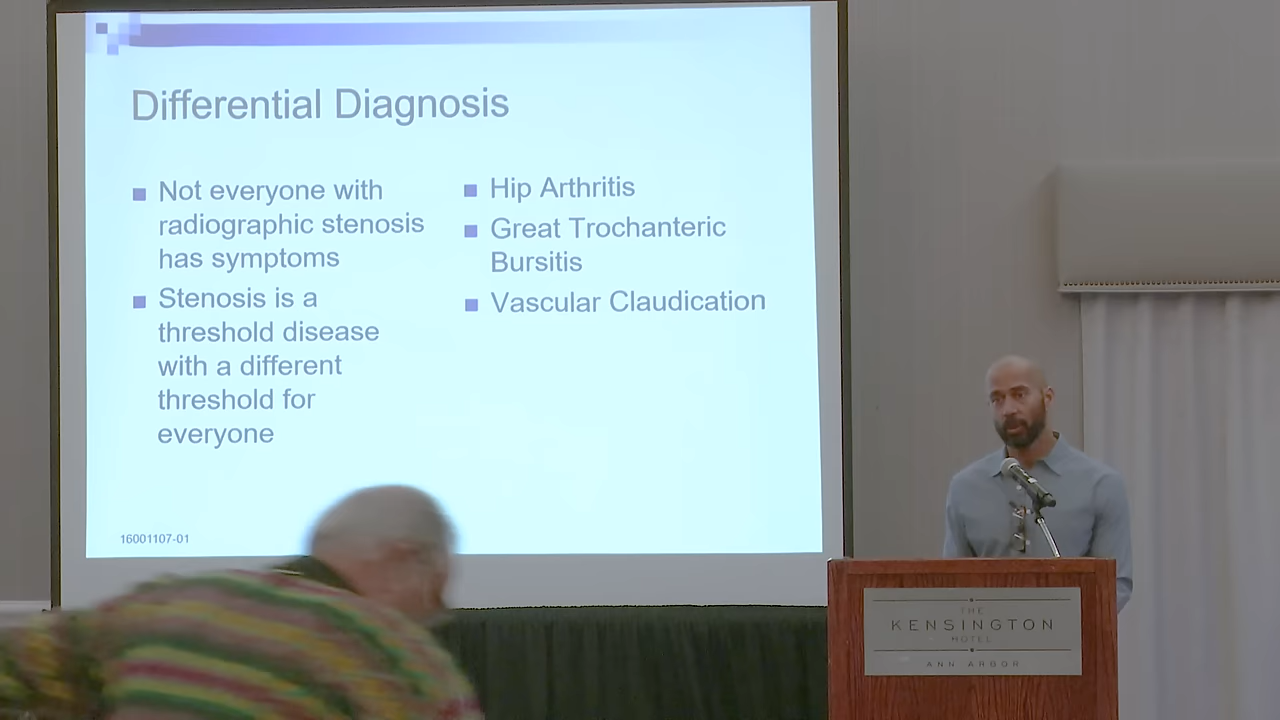 Differential Diagnosis
Not everyone with
radiographic stenosis
has symptoms
Stenosis is a
threshold disease
with a different
threshold for
everyone
Hip Arthritis
Great Trochanteric
Bursitis
Vascular Claudication
16001107-01
THE
KENSINGTON
HOTEL
ANN ARBOR